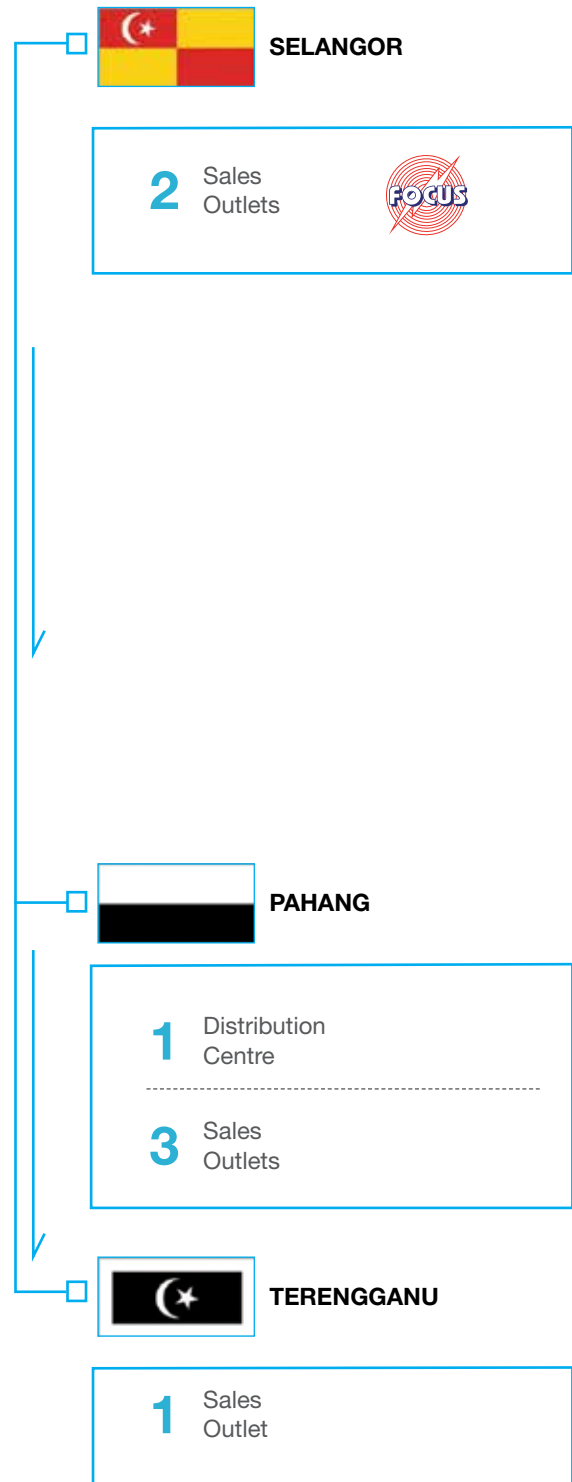 SELANGOR
2 Sales
Outlets
FOCUS
PAHANG
1 Distribution
Centre
3 Sales
Outlets
TERENGGANU
1 Sales
Outlet